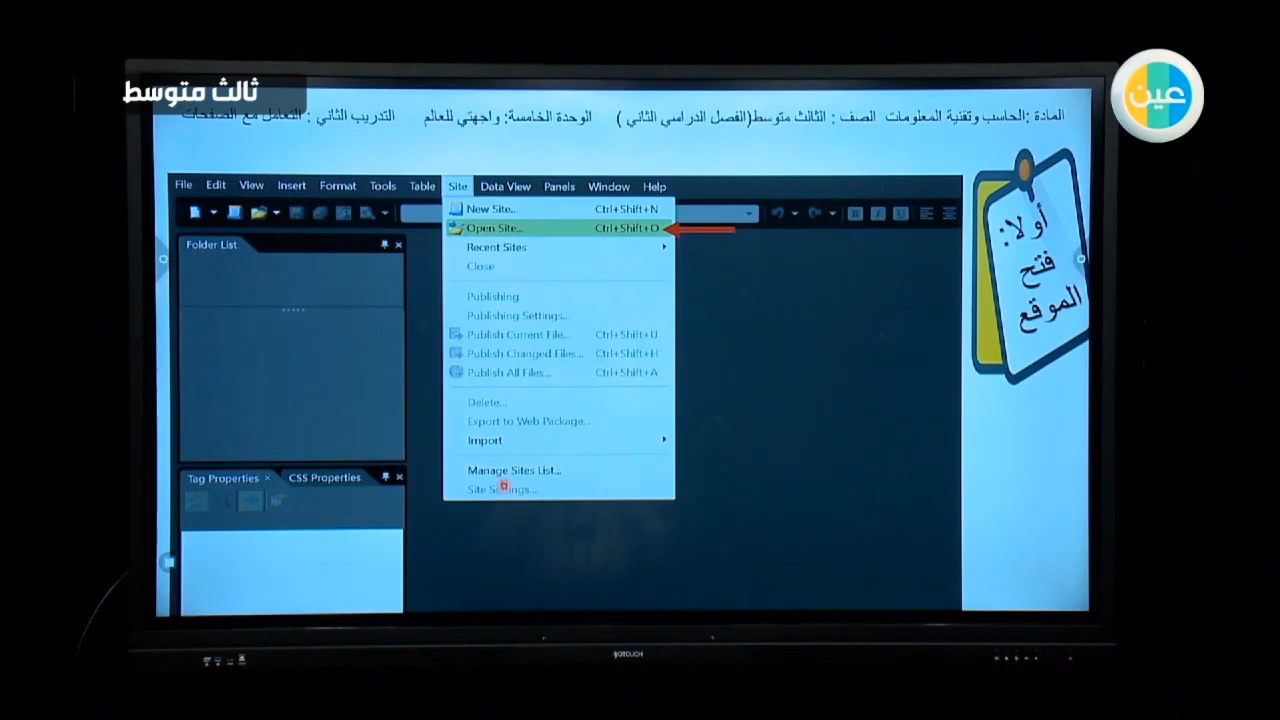 ثالث متوسط
عين
المادة :الحاسب وتقنية المعلومات الصف : الثالث متوسط(الفصل الدراسي الثاني ) الوحدة الخامسة: واجهتي للعالم التدريب الثاني : التعامل مع الصفحات
أولا:
فتح
الموقع
File Edit View Insert Format Tools Table Site Data View Panels Window Help
New Site... Ctrl+Shift+N
Open Site... Ctrl+Shift+O
Recent Sites
Close
Publishing
Publishing Settings...
Publish Current File... Ctrl+Shift+U
Publish Changed Files... Ctrl+Shift+H
Publish All Files... Ctrl+Shift+A
Delete...
Export to Web Package...
Import
Manage Sites List...
Site Settings...
Folder List
Tag Properties CSS Properties
YOTOUCH